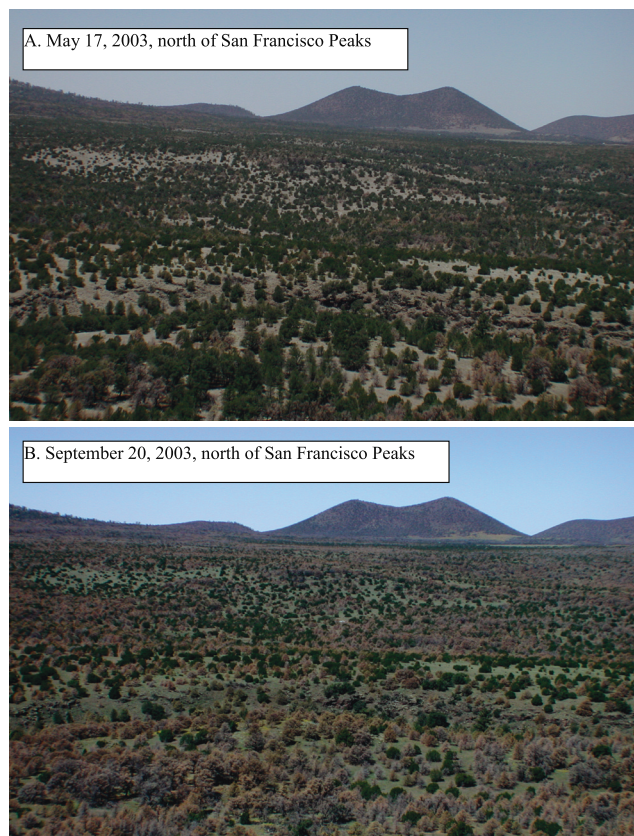 A. May 17, 2003, north of San Francisco Peaks
B. September 20, 2003, north of San Francisco Peaks